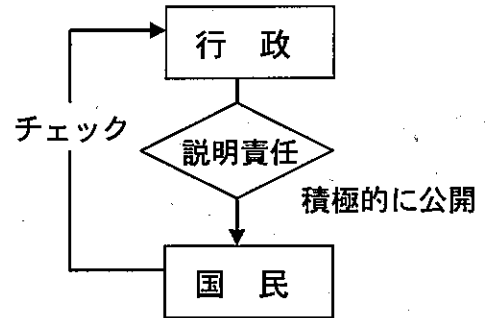 行　政
チェック
説明責任
積極的に公開
国　民